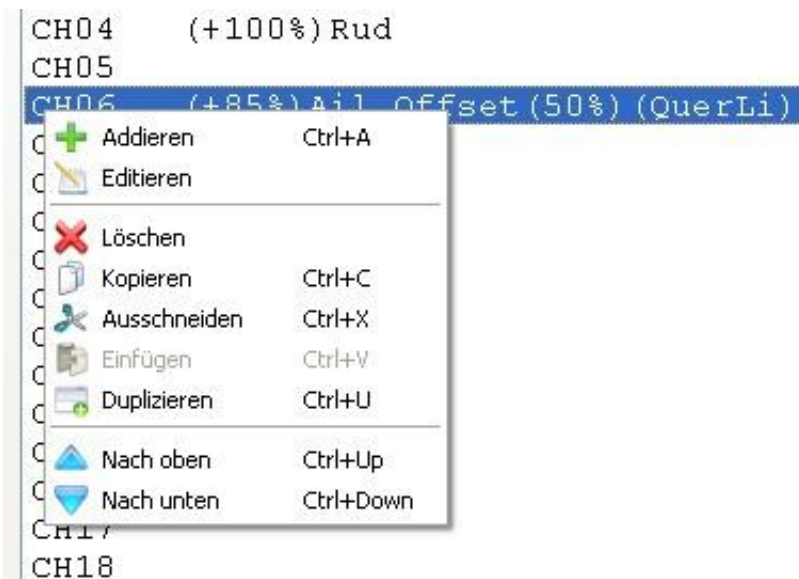 CH04 (+100%)Rud
CH05
CH06 (+85%)Ail Offset(50%)(QuerLi)
Addieren Ctrl+A
Editieren
Löschen
Kopieren Ctrl+C
Ausschneiden Ctrl+X
Einfügen Ctrl+V
Duplizieren Ctrl+U
Nach oben Ctrl+Up
Nach unten Ctrl+Down
CH17
CH18